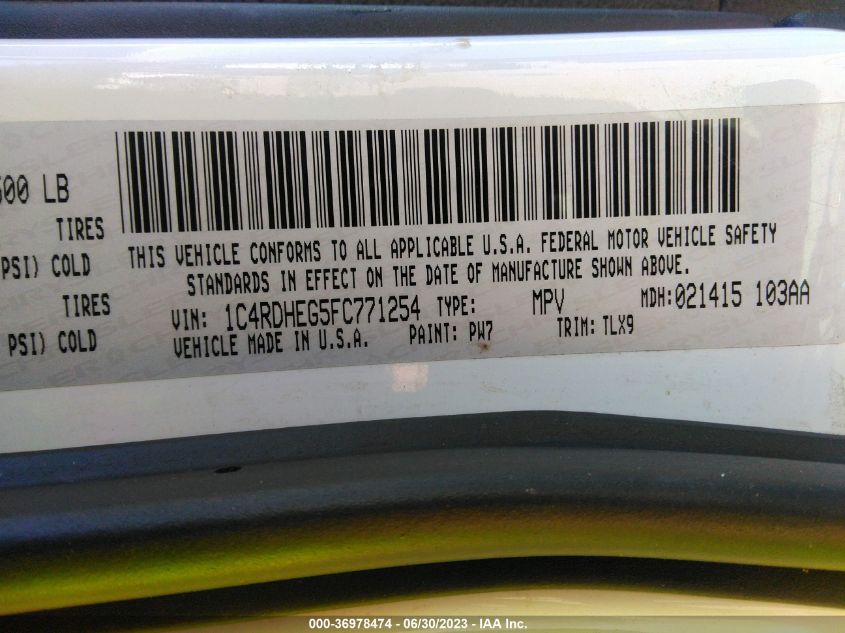 500 LB
TIRES
PSI) COLD
TIRES
PSI) COLD
THIS VEHICLE CONFORMS TO ALL APPLICABLE U.S.A. FEDERAL MOTOR VEHICLE SAFETY
STANDARDS IN EFFECT ON THE DATE OF MANUFACTURE SHOWN ABOVE.
VIN: 1C4RDHEG5FC771254 TYPE: MPV MDH:021415 103AA
VEHICLE MADE IN U.S.A. PAINT: PW7 TRIM: TLX9
000-36978474 - 06/30/2023 - IAA Inc.